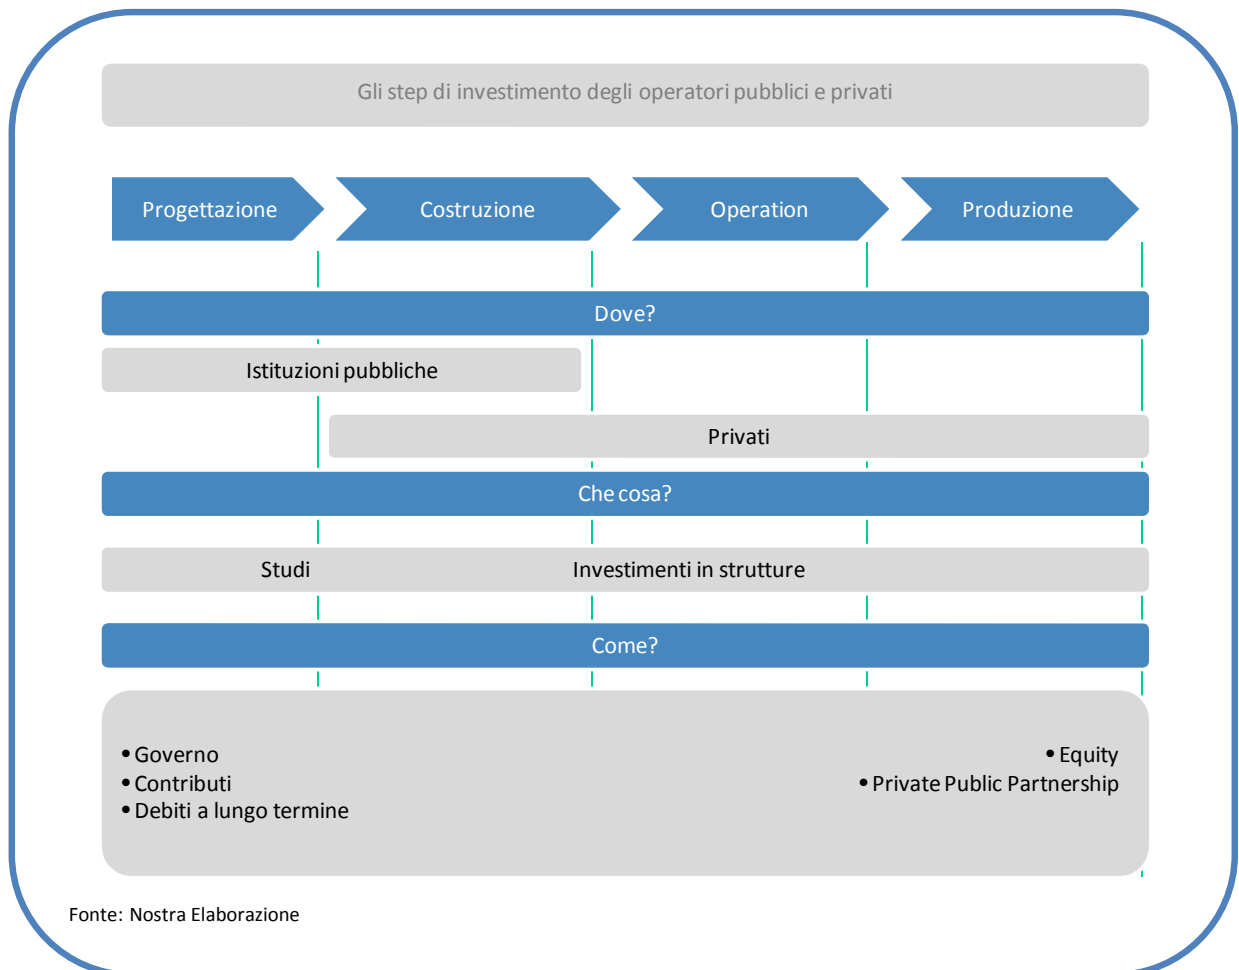 Gli step di investimento degli operatori pubblici e privati
Progettazione
Costruzione
Operation
Produzione
Dove?
Istituzioni pubbliche
Privati
Che cosa?
Studi
Investimenti in strutture
Come?
• Governo
• Contributi
• Debiti a lungo termine
• Equity
• Private Public Partnership
Fonte: Nostra Elaborazione